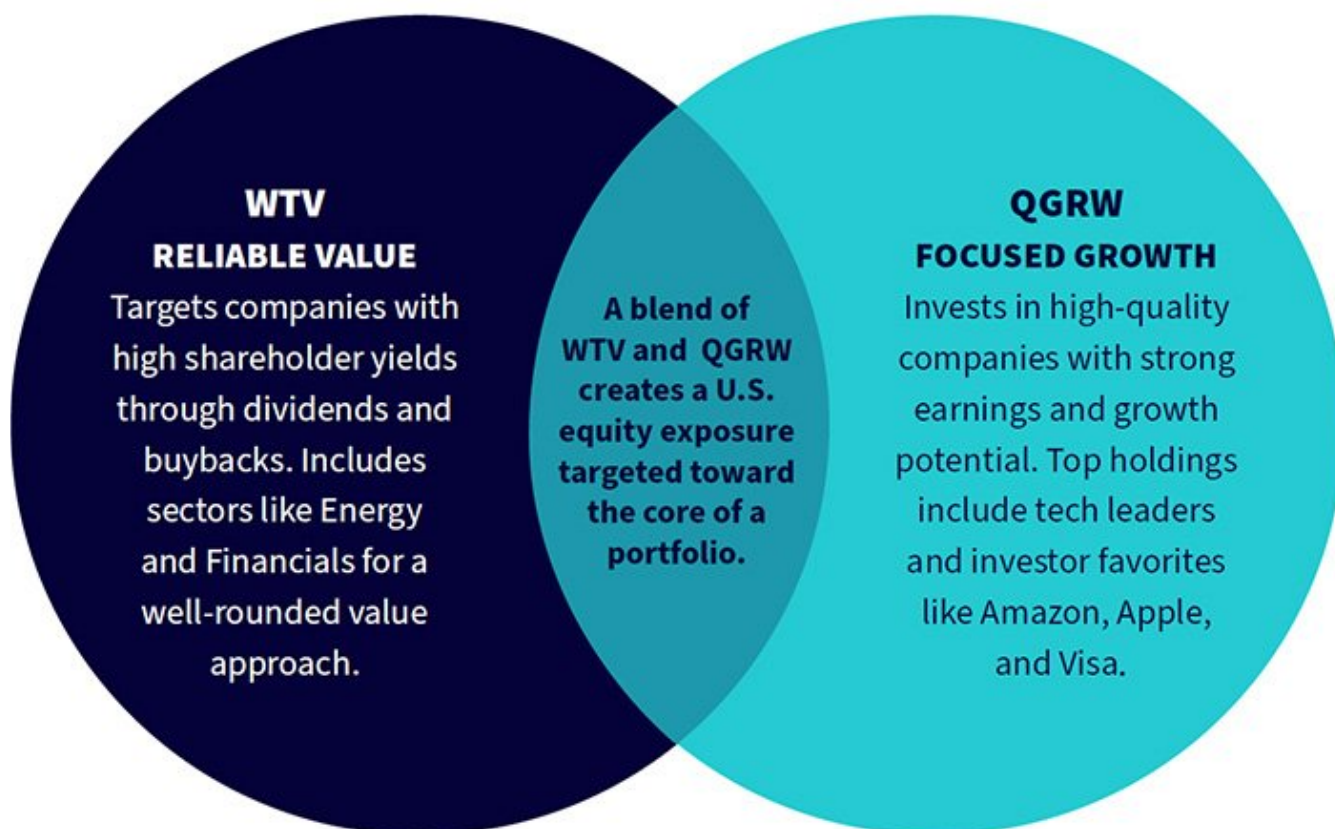 WTV
RELIABLE VALUE
Targets companies with
high shareholder yields
through dividends and
buybacks. Includes
sectors like Energy
and Financials for a
well-rounded value
approach.
A blend of
WTV and QGRW
creates a U.S.
equity exposure
targeted toward
the core of a
portfolio.
QGRW
FOCUSED GROWTH
Invests in high-quality
companies with strong
earnings and growth
potential. Top holdings
include tech leaders
and investor favorites
like Amazon, Apple,
and Visa.